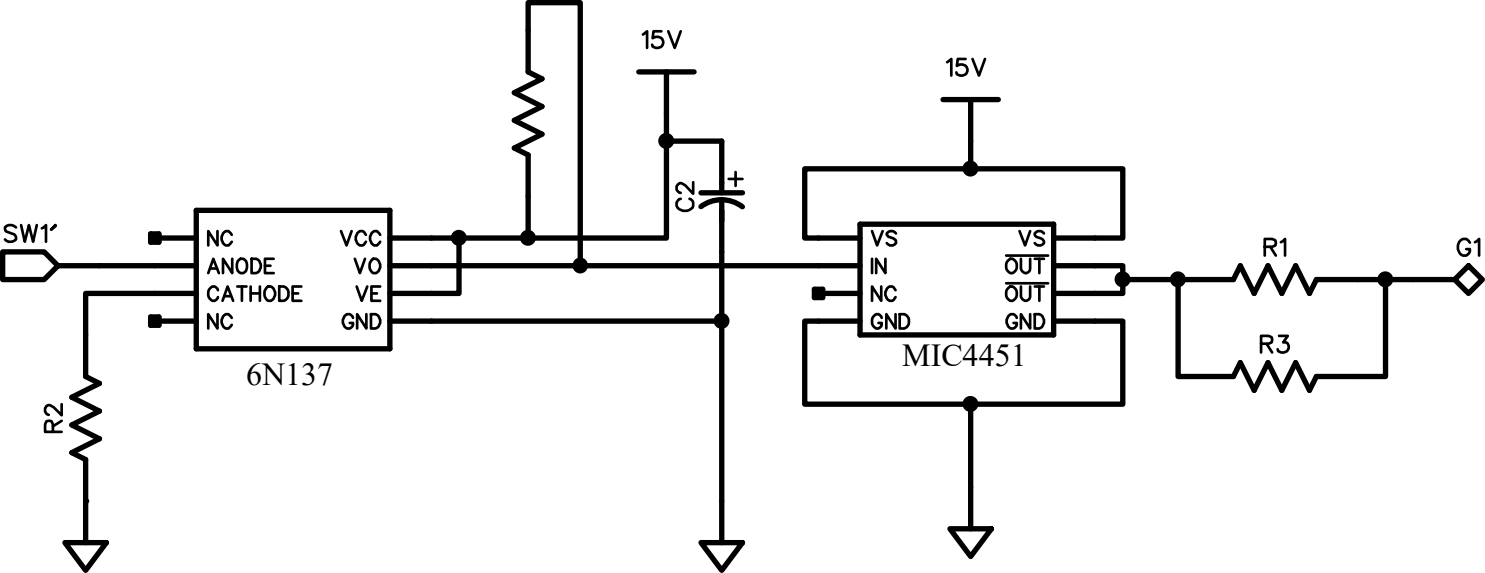 15V
15V
SW1′
NC
VCC
ANODE
VO
CATHODE
VE
NC
GND
6N137
R2
C2
+
VS
VS
IN
OUT
NC
OUT
GND
GND
MIC4451
R1
R3
G1